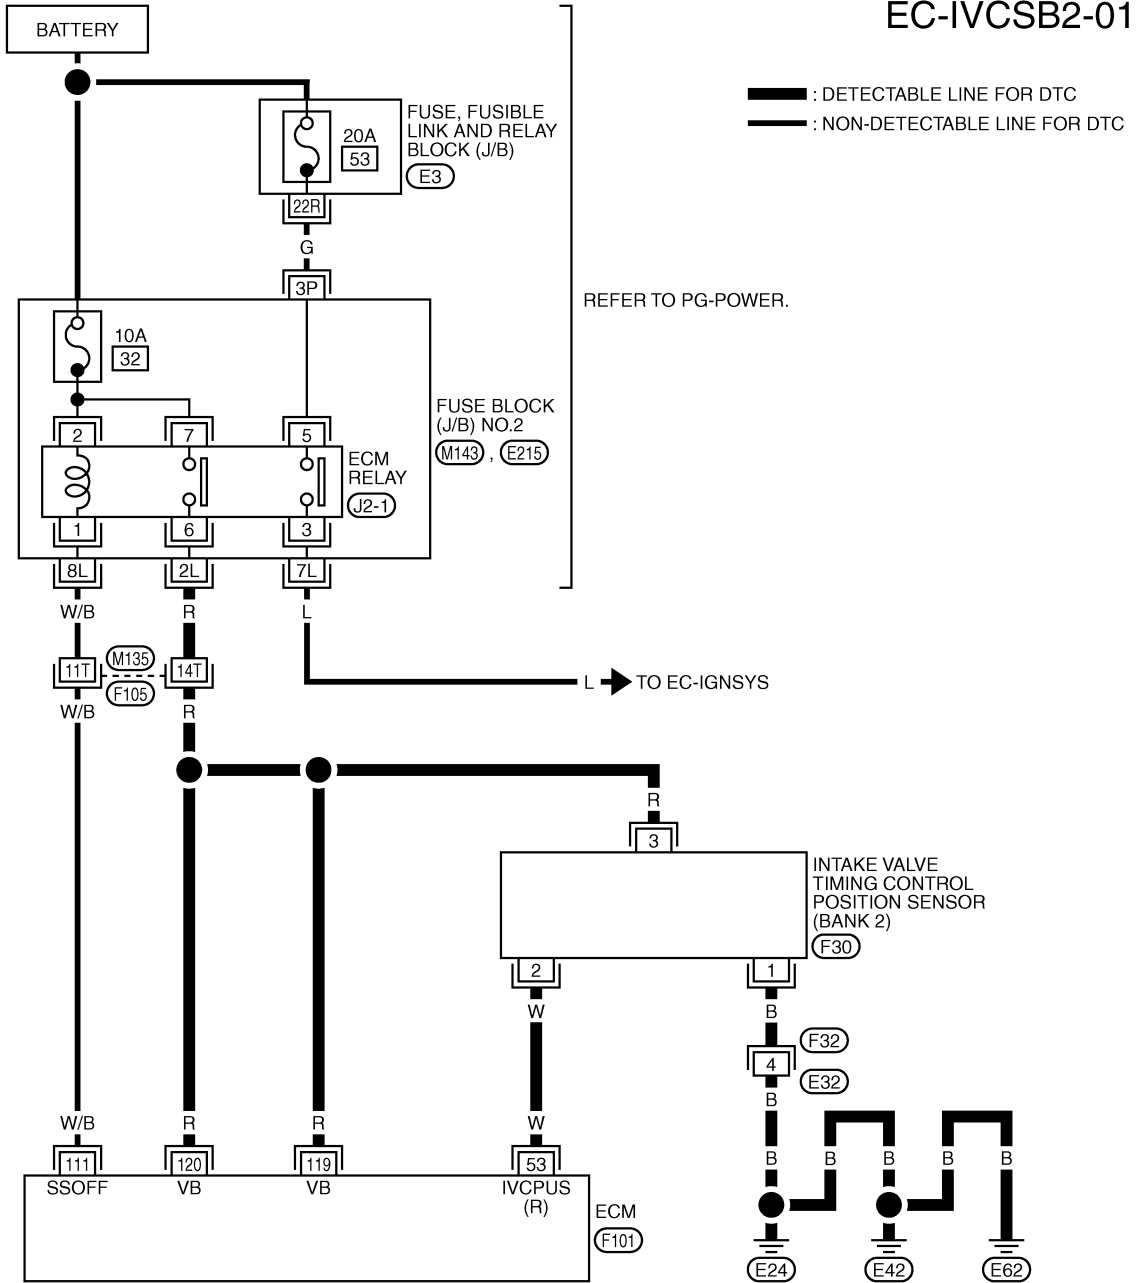 EC-IVCSB2-01
BATTERY
: DETECTABLE LINE FOR DTC
: NON-DETECTABLE LINE FOR DTC
20A
53
FUSE, FUSIBLE
LINK AND RELAY
BLOCK (J/B)
E3
22R
G
3P
REFER TO PG-POWER.
10A
32
FUSE BLOCK
(J/B) NO.2
M143 , E215
2
7
5
ECM
RELAY
J2-1
1
6
3
8L
2L
7L
W/B
R
L
11T
M135
F105
14T
W/B
R
L
TO EC-IGNSYS
R
3
INTAKE VALVE
TIMING CONTROL
POSITION SENSOR
(BANK 2)
F30
2
1
W
B
F32
4
E32
B
W/B
R
R
W
B
B
B
B
B
111
120
119
53
SSOFF
VB
VB
IVCPUS
(R)
ECM
F101
E24
E42
E62